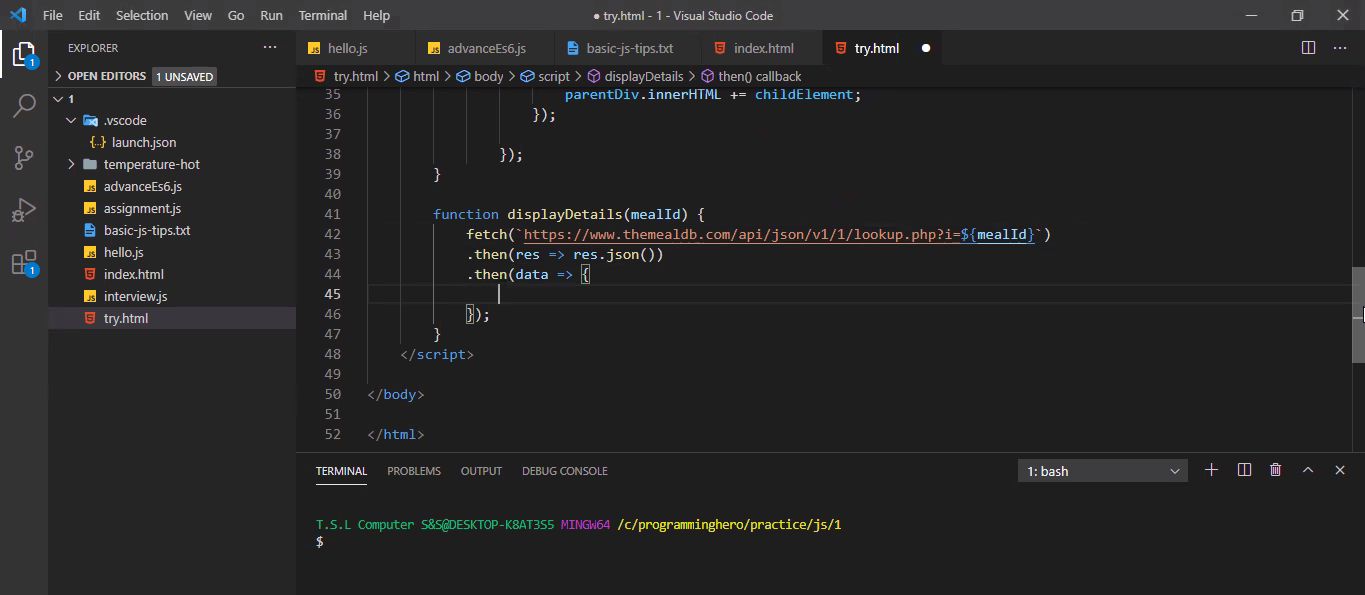 File Edit Selection View Go Run Terminal Help ● try.html - 1 - Visual Studio Code
EXPLORER ...
hello.js advanceEs6.js basic-js-tips.txt index.html try.html ●
OPEN EDITORS 1 UNSAVED
try.html > html > body > script > displayDetails > then() callback
1
.vscode
launch.json
temperature-hot
advanceEs6.js
assignment.js
basic-js-tips.txt
hello.js
index.html
interview.js
try.html
1
1
35 parentDiv.innerHTML += childElement;
36 });
37
38 });
39 }
40
41 function displayDetails(mealId) {
42 fetch(`https://www.themealdb.com/api/json/v1/1/lookup.php?i=${mealId}`)
43 .then(res => res.json())
44 .then(data => {
45
46 });
47 }
48 </script>
49
50 </body>
51
52 </html>
TERMINAL PROBLEMS OUTPUT DEBUG CONSOLE 1: bash
T.S.L Computer S&S@DESKTOP-K8AT3S5 MINGW64 /c/programminghero/practice/js/1
$